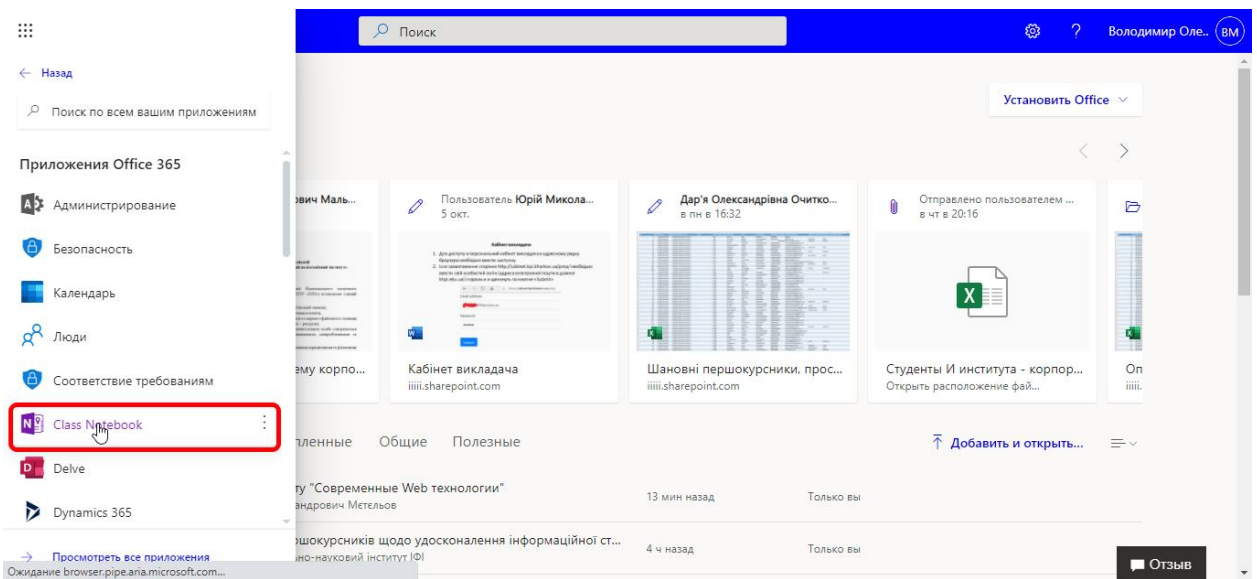 Поиск
Володимир Оле..
ВМ
Назад
Поиск по всем вашим приложениям
Приложения Office 365
Администрирование
Безопасность
Календарь
Люди
Соответствие требованиям
Class Notebook
Delve
Dynamics 365
Просмотреть все приложения
Ожидание browser.pipe.aria.microsoft.com...
Установить Office
ович Маль...
ему корпо...
Пользователь Юрій Микола...
5 окт.
Кабінет викладача
Кабінет викладача
iiiii.sharepoint.com
Дар'я Олександрівна Очитко...
в пн в 16:32
Шановні першокурсники, прос...
iiiii.sharepoint.com
Отправлено пользователем ...
в чт в 20:16
Студенты И института - корпор...
Открыть расположение фай...
Оп
iiiii.
пленные Общие Полезные
Добавить и открыть...
ту "Современные Web технологии" 13 мин назад Только вы
андрович Мєтєльов
ршокурсників щодо удосконалення інформаційної ст... 4 ч назад Только вы
но-науковий інститут ІФІ
Отзыв